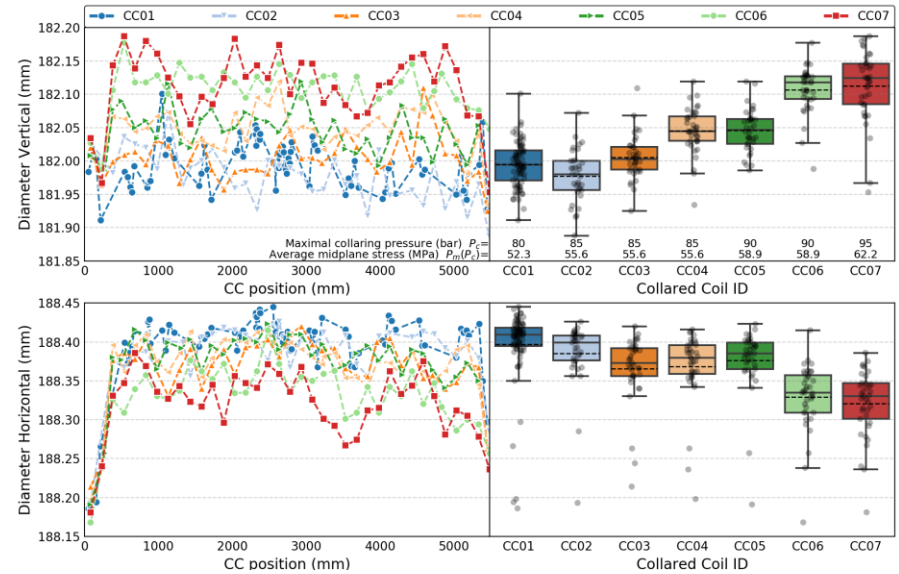 CC01 CC02 CC03 CC04 CC05 CC06 CC07
Diameter Vertical (mm)
182.20
182.15
182.10
182.05
182.00
181.95
181.90
181.85
Maximal collaring pressure (bar) Pc= 80 85 85 85 90 90 95
Average midplane stress (MPa) Pm(Pc)= 52.3 55.6 55.6 55.6 58.9 58.9 62.2
0 1000 2000 3000 4000 5000
CC01 CC02 CC03 CC04 CC05 CC06 CC07
CC position (mm)
Collared Coil ID
Diameter Horizontal (mm)
188.45
188.40
188.35
188.30
188.25
188.20
188.15
0 1000 2000 3000 4000 5000
CC01 CC02 CC03 CC04 CC05 CC06 CC07
CC position (mm)
Collared Coil ID